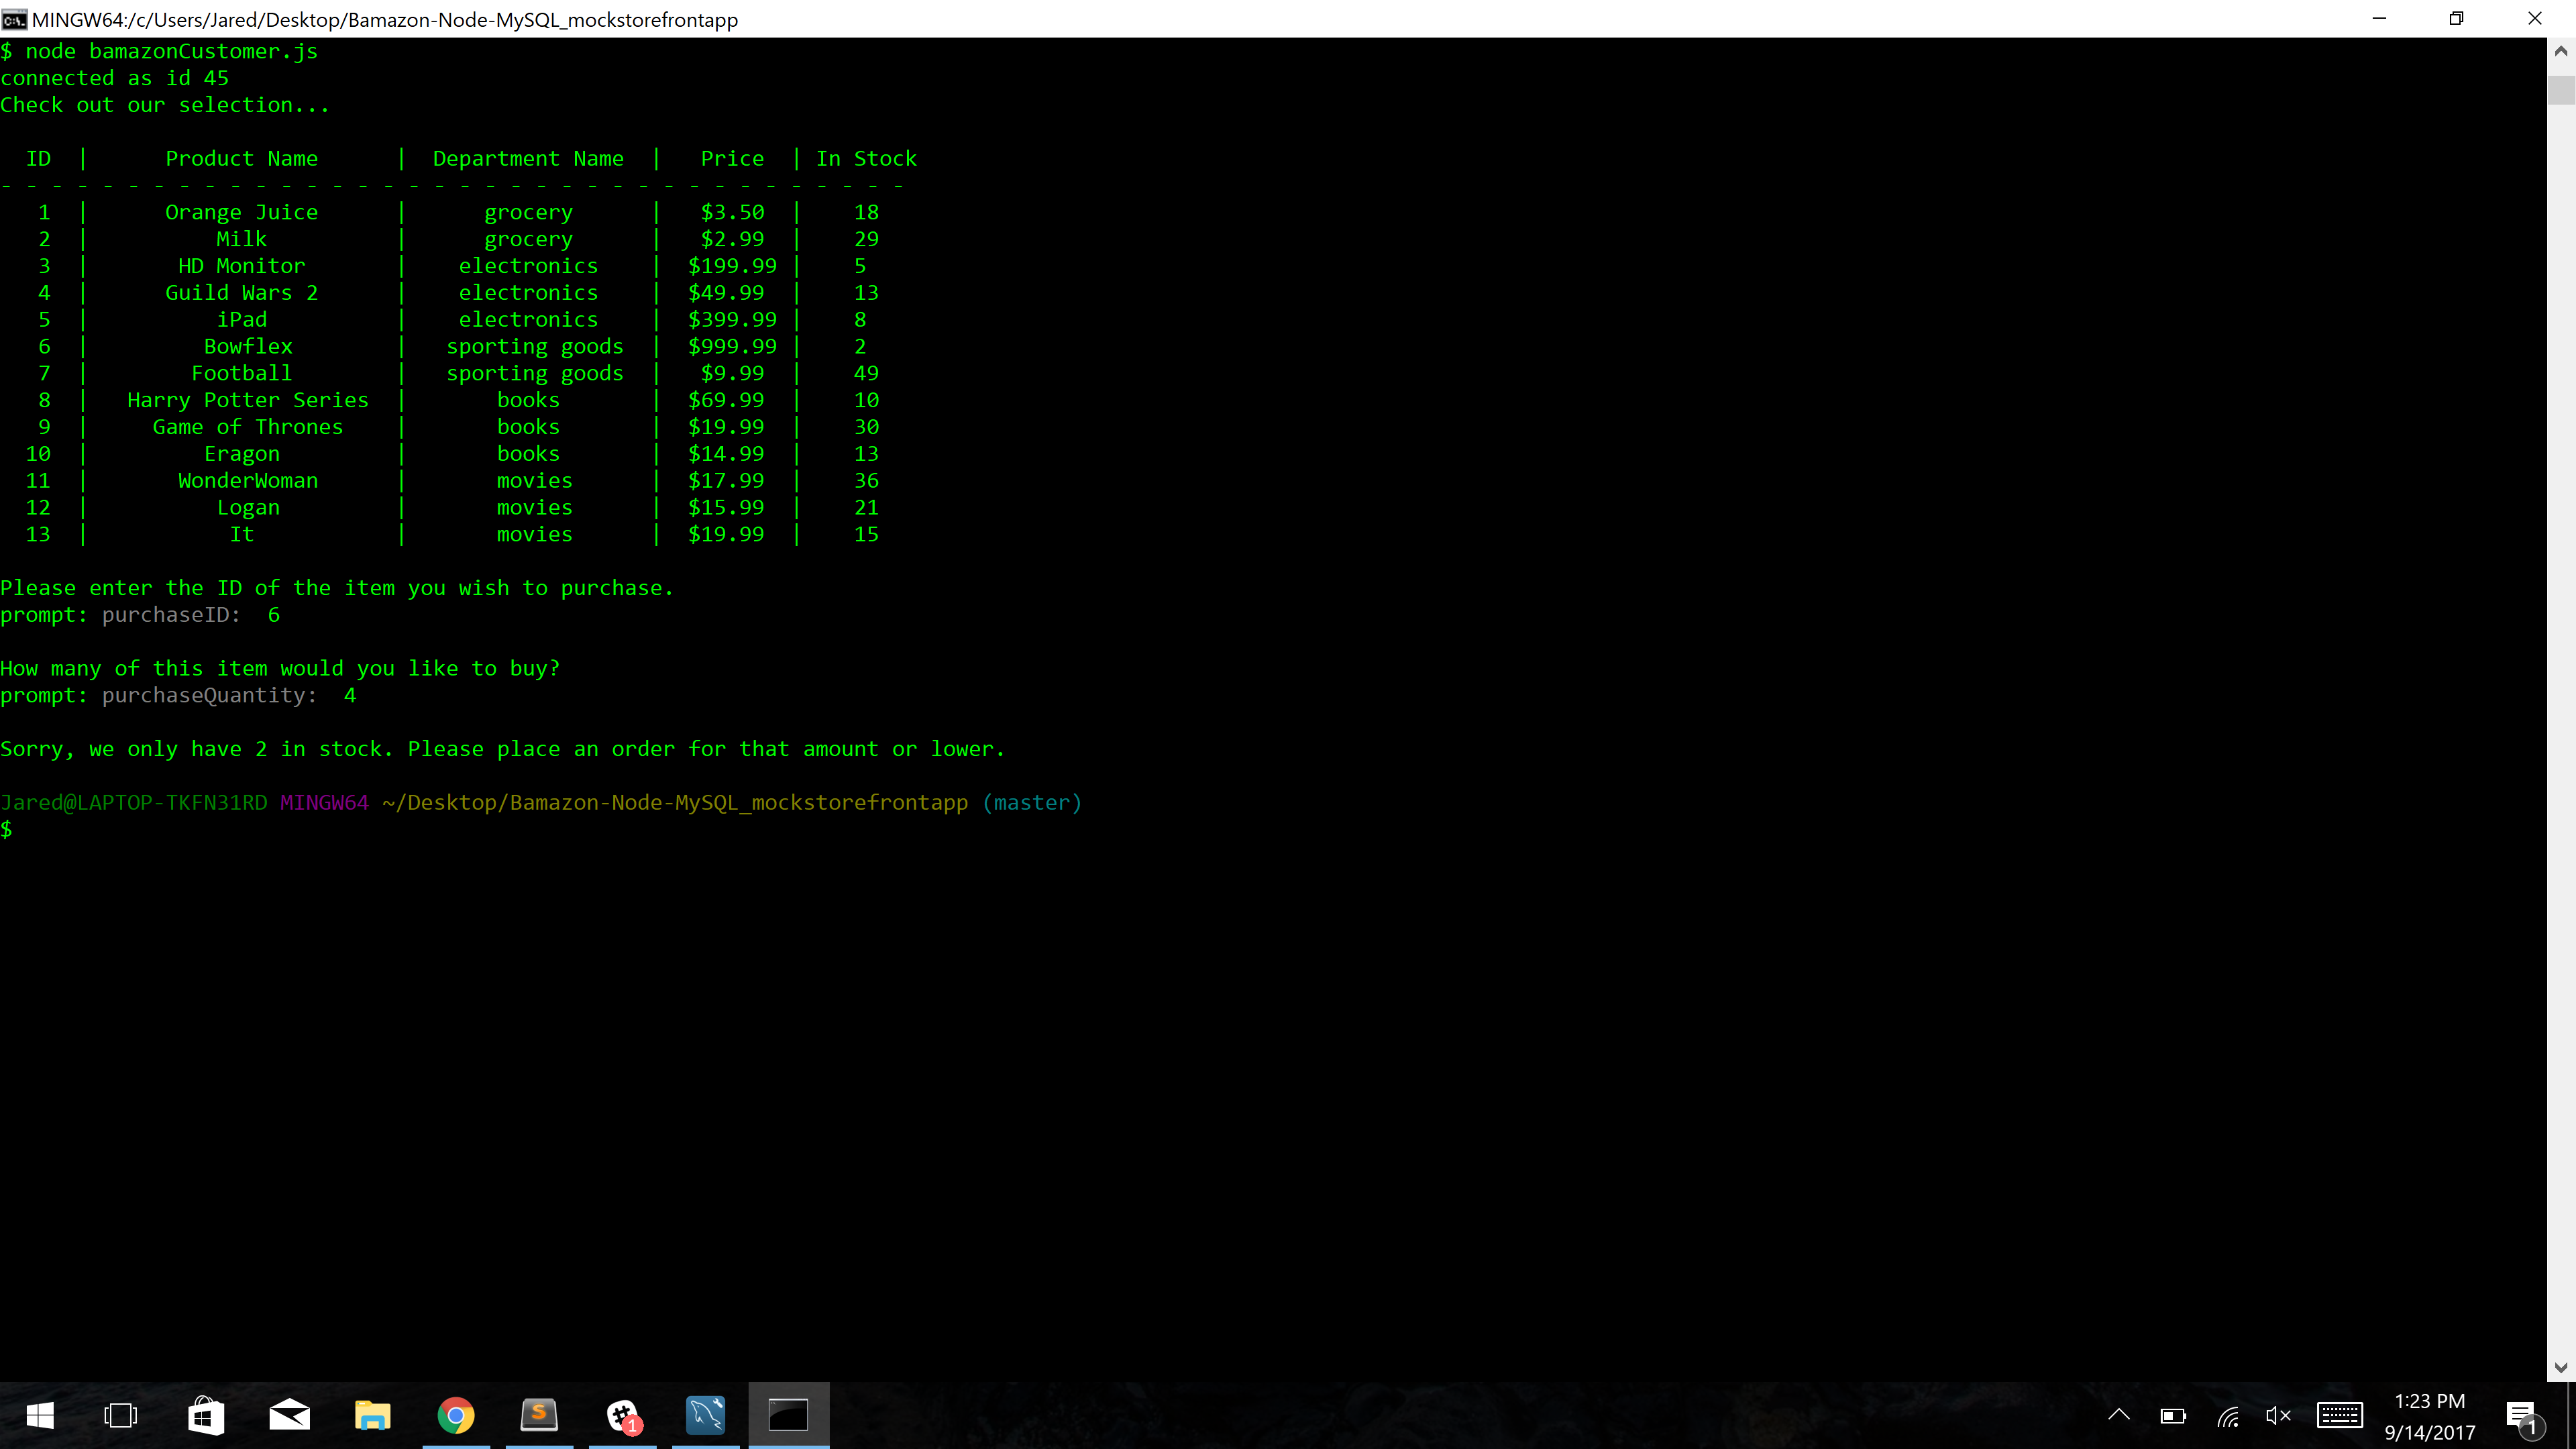 MINGW64:/c/Users/Jared/Desktop/Bamazon-Node-MySQL_mockstorefrontapp
$ node bamazonCustomer.js
connected as id 45
Check out our selection...
ID | Product Name | Department Name | Price | In Stock
- - - - - - - - - - - - - - - - - - - - - - - - - - - - - - - - - - - -
1 | Orange Juice | grocery | $3.50 | 18
2 | Milk | grocery | $2.99 | 29
3 | HD Monitor | electronics | $199.99 | 5
4 | Guild Wars 2 | electronics | $49.99 | 13
5 | iPad | electronics | $399.99 | 8
6 | Bowflex | sporting goods | $999.99 | 2
7 | Football | sporting goods | $9.99 | 49
8 | Harry Potter Series | books | $69.99 | 10
9 | Game of Thrones | books | $19.99 | 30
10 | Eragon | books | $14.99 | 13
11 | WonderWoman | movies | $17.99 | 36
12 | Logan | movies | $15.99 | 21
13 | It | movies | $19.99 | 15
Please enter the ID of the item you wish to purchase.
prompt: purchaseID:  6
How many of this item would you like to buy?
prompt: purchaseQuantity:  4
Sorry, we only have 2 in stock. Please place an order for that amount or lower.
Jared@LAPTOP-TKFN31RD MINGW64 ~/Desktop/Bamazon-Node-MySQL_mockstorefrontapp (master)
$
S
1
1:23 PM
9/14/2017
1